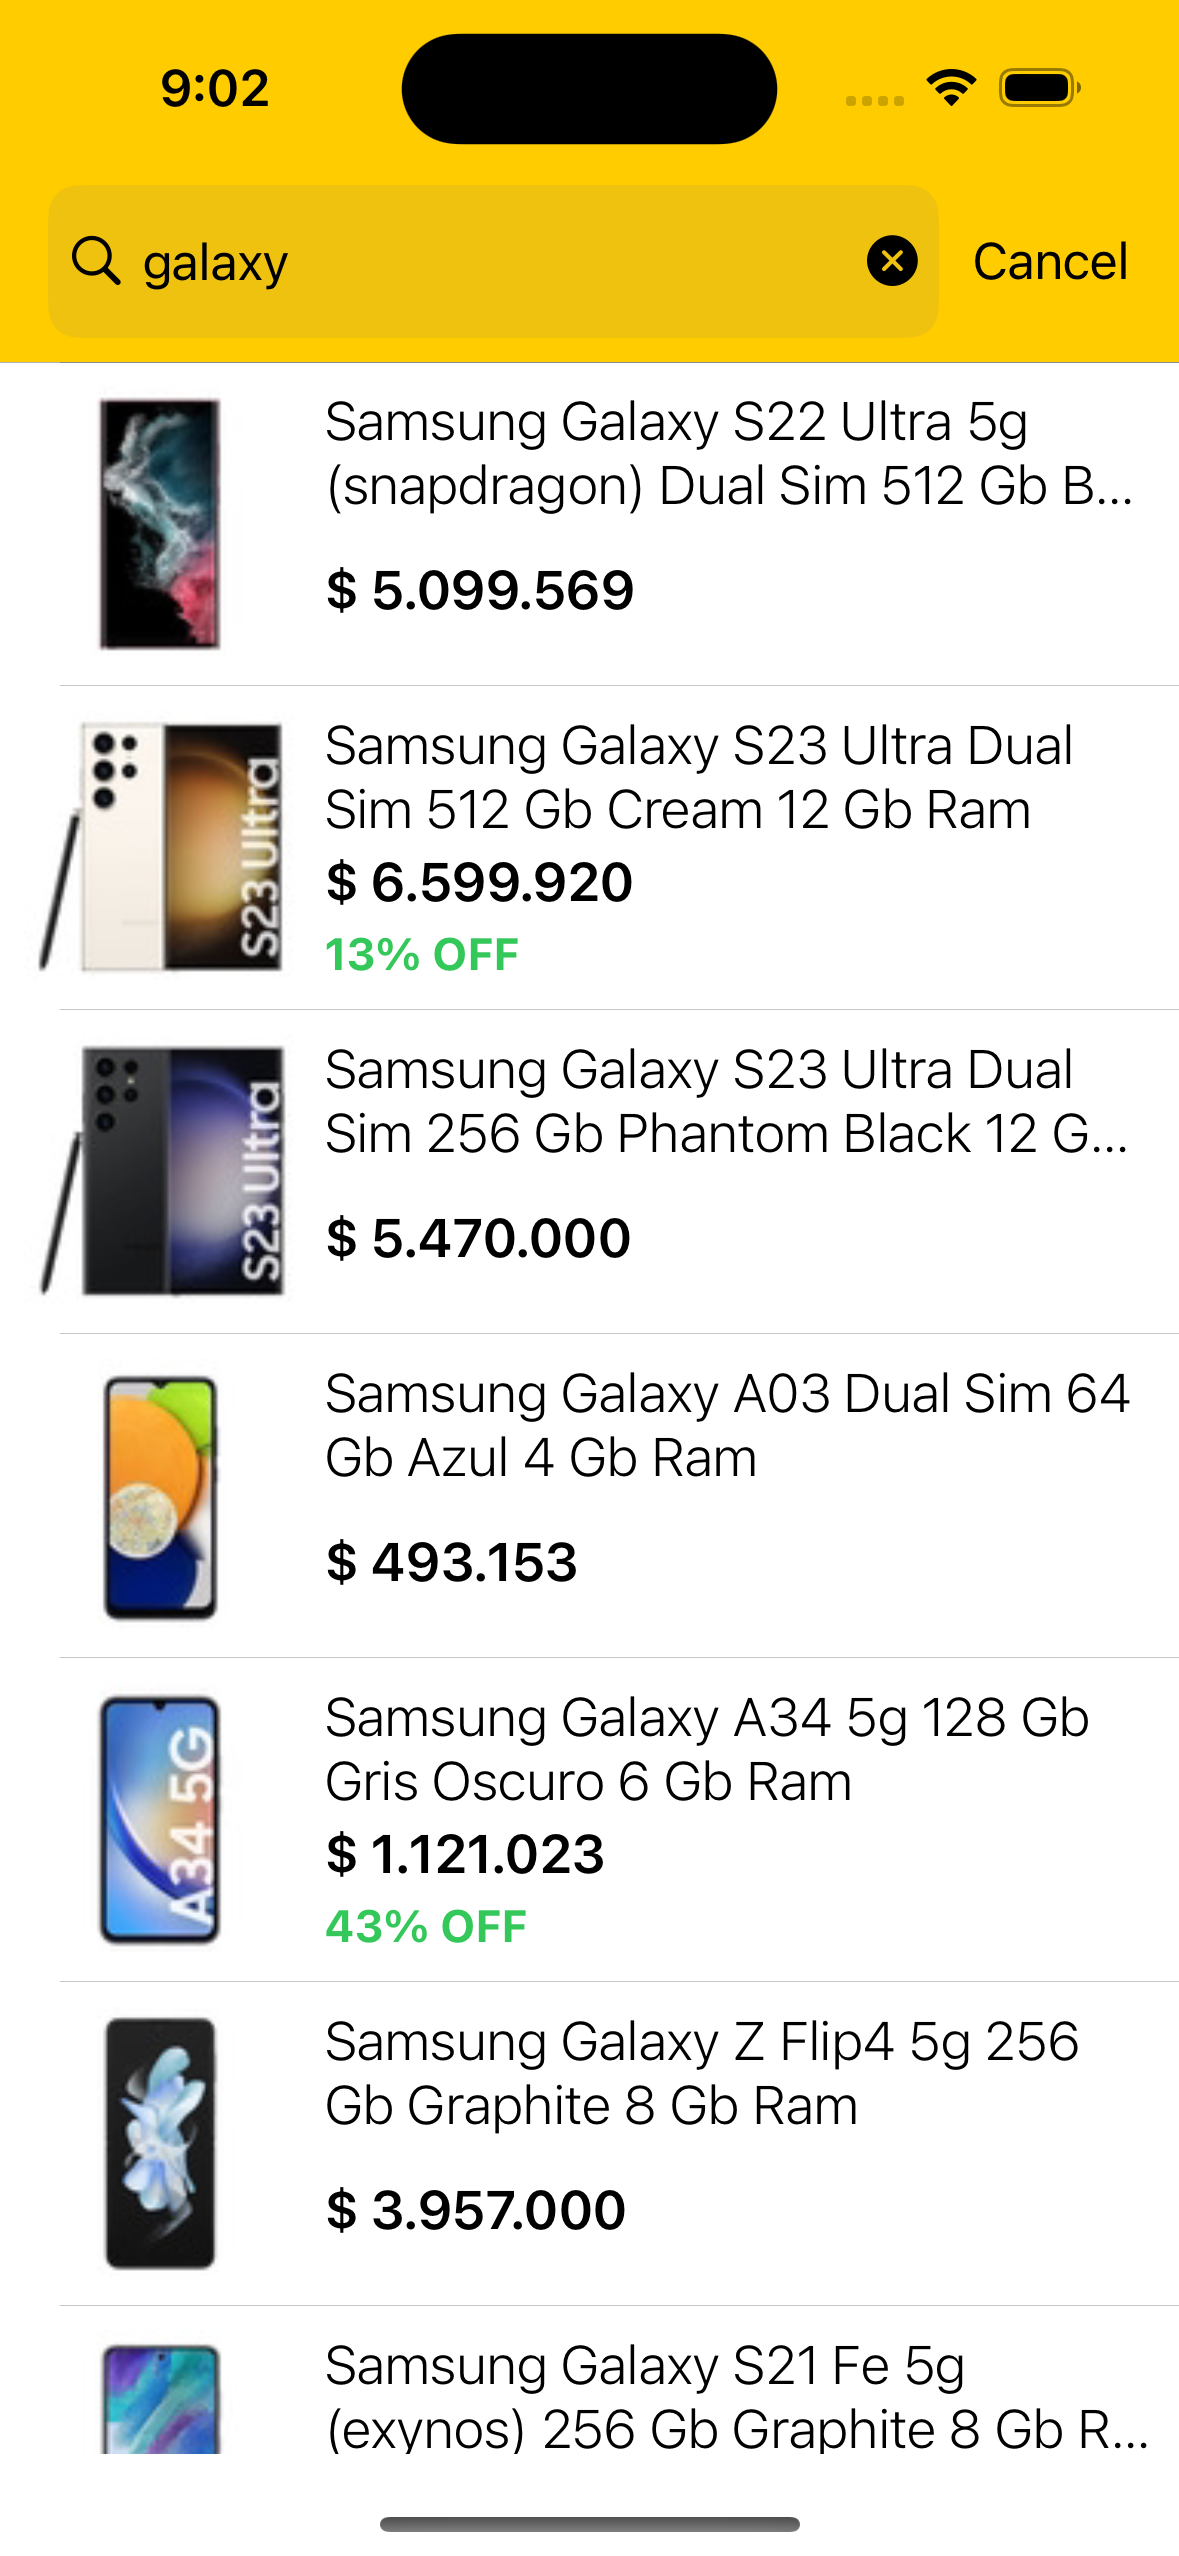 9:02
galaxy
Cancel
Samsung Galaxy S22 Ultra 5g
(snapdragon) Dual Sim 512 Gb B...
$ 5.099.569
S23 Ultra
Samsung Galaxy S23 Ultra Dual
Sim 512 Gb Cream 12 Gb Ram
$ 6.599.920
13% OFF
S23 Ultra
Samsung Galaxy S23 Ultra Dual
Sim 256 Gb Phantom Black 12 G...
$ 5.470.000
Samsung Galaxy A03 Dual Sim 64
Gb Azul 4 Gb Ram
$ 493.153
A34 5G
Samsung Galaxy A34 5g 128 Gb
Gris Oscuro 6 Gb Ram
$ 1.121.023
43% OFF
Samsung Galaxy Z Flip4 5g 256
Gb Graphite 8 Gb Ram
$ 3.957.000
Samsung Galaxy S21 Fe 5g
(exynos) 256 Gb Graphite 8 Gb R...